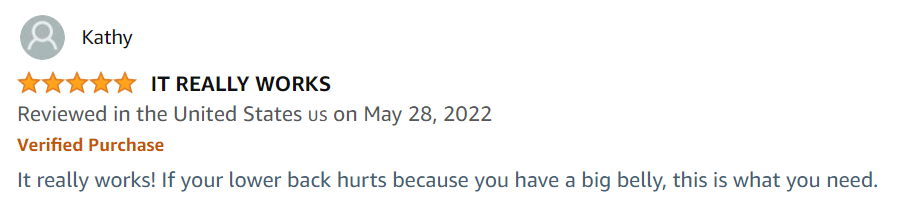 Kathy
IT REALLY WORKS
Reviewed in the United States US on May 28, 2022
Verified Purchase
It really works! If your lower back hurts because you have a big belly, this is what you need.